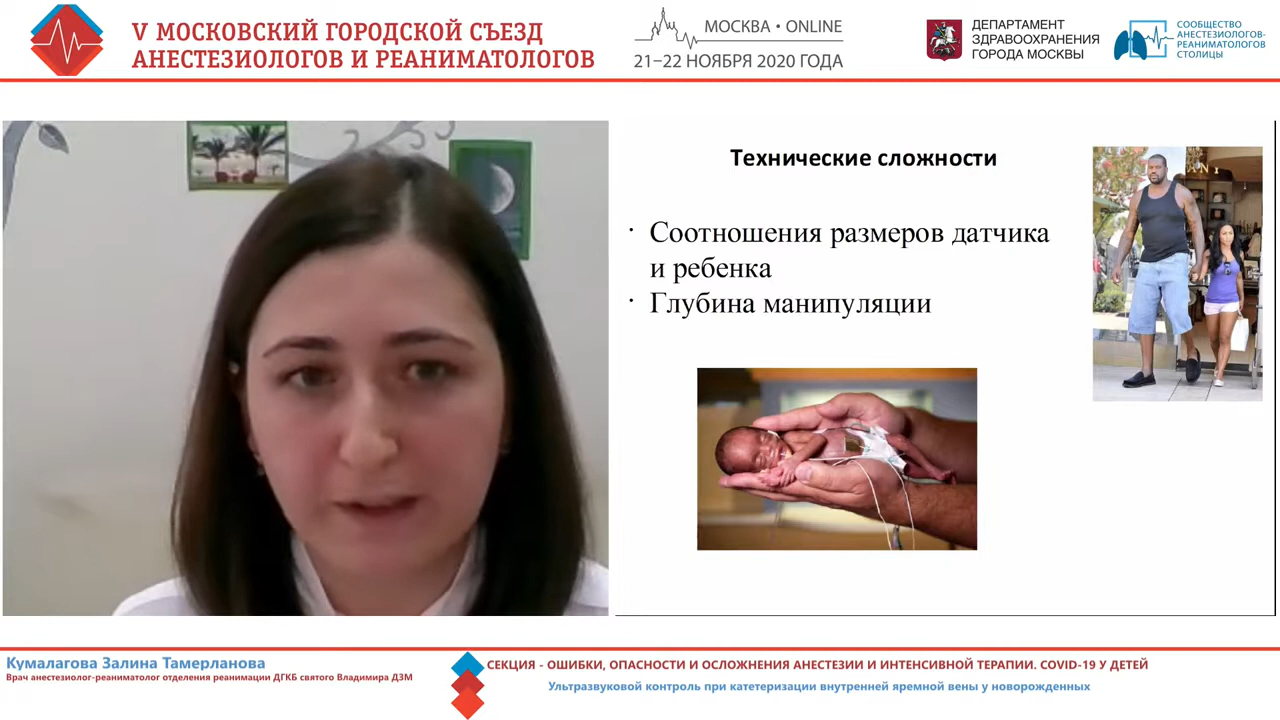 V МОСКОВСКИЙ ГОРОДСКОЙ СЪЕЗД
АНЕСТЕЗИОЛОГОВ И РЕАНИМАТОЛОГОВ
МОСКВА • ONLINE
21–22 НОЯБРЯ 2020 ГОДА
ДЕПАРТАМЕНТ
ЗДРАВООХРАНЕНИЯ
ГОРОДА МОСКВЫ
СООБЩЕСТВО
АНЕСТЕЗИОЛОГОВ-
РЕАНИМАТОЛОГОВ
СТОЛИЦЫ
Технические сложности
· Соотношения размеров датчика
и ребенка
· Глубина манипуляции
Кумалагова Залина Тамерлановна
Врач анестезиолог-реаниматолог отделения реанимации ДГКБ святого Владимира ДЗМ
СЕКЦИЯ - ОШИБКИ, ОПАСНОСТИ И ОСЛОЖНЕНИЯ АНЕСТЕЗИИ И ИНТЕНСИВНОЙ ТЕРАПИИ. COVID-19 У ДЕТЕЙ
Ультразвуковой контроль при катетеризации внутренней яремной вены у новорожденных